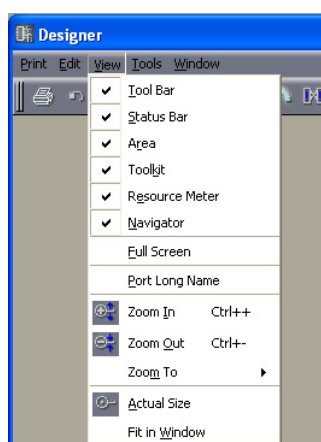 Designer
Print Edit View Tools Window
Tool Bar
Status Bar
Area
Toolkit
Resource Meter
Navigator
Full Screen
Port Long Name
Zoom In Ctrl++
Zoom Out Ctrl+-
Zoom To
Actual Size
Fit in Window